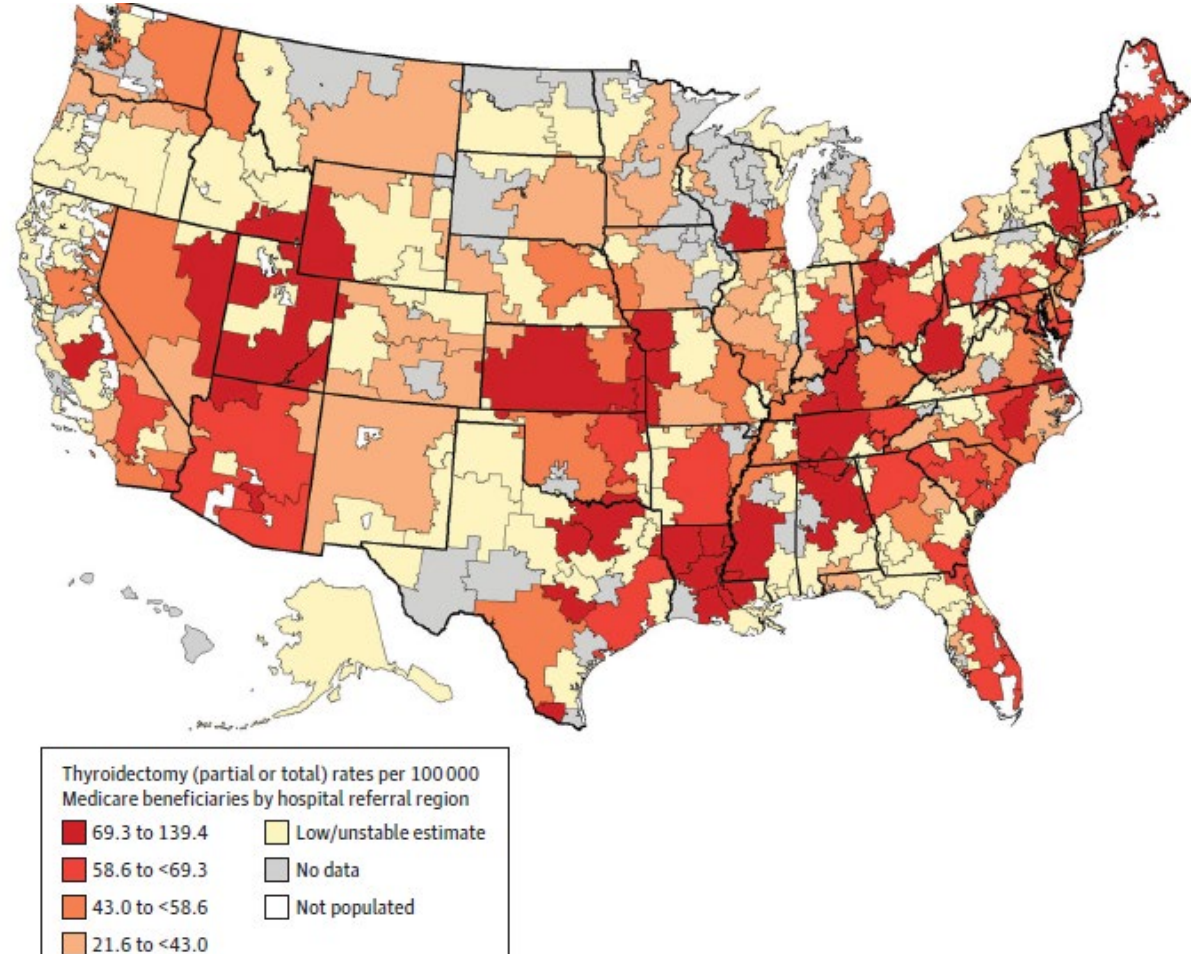 Thyroidectomy (partial or total) rates per 100 000
Medicare beneficiaries by hospital referral region
69.3 to 139.4
58.6 to <69.3
43.0 to <58.6
21.6 to <43.0
Low/unstable estimate
No data
Not populated